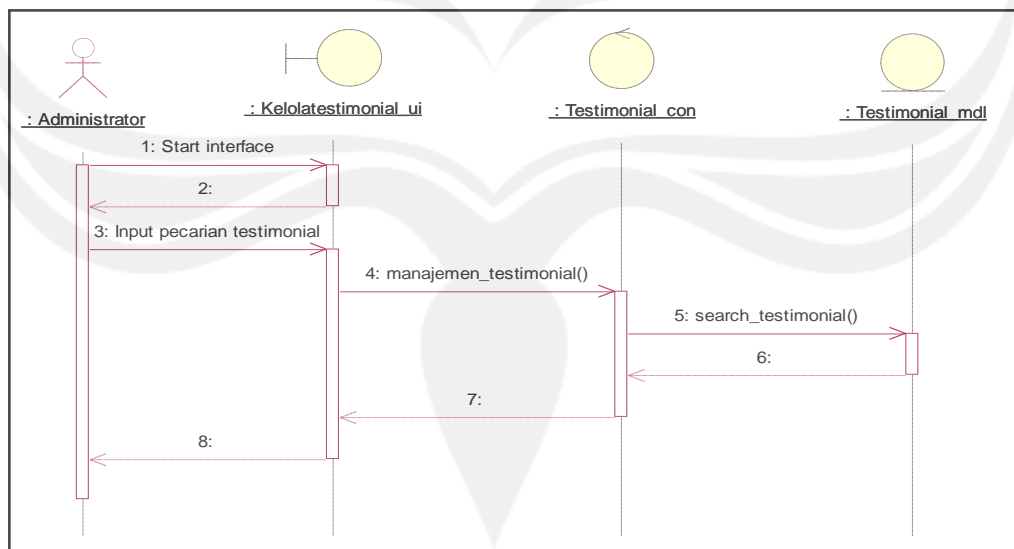 : Administrator
: Kelolatestimonial_ui
: Testimonial_con
: Testimonial_mdl
1: Start interface
2:
3: Input pecarian testimonial
4: manajemen_testimonial()
5: search_testimonial()
6:
7:
8: